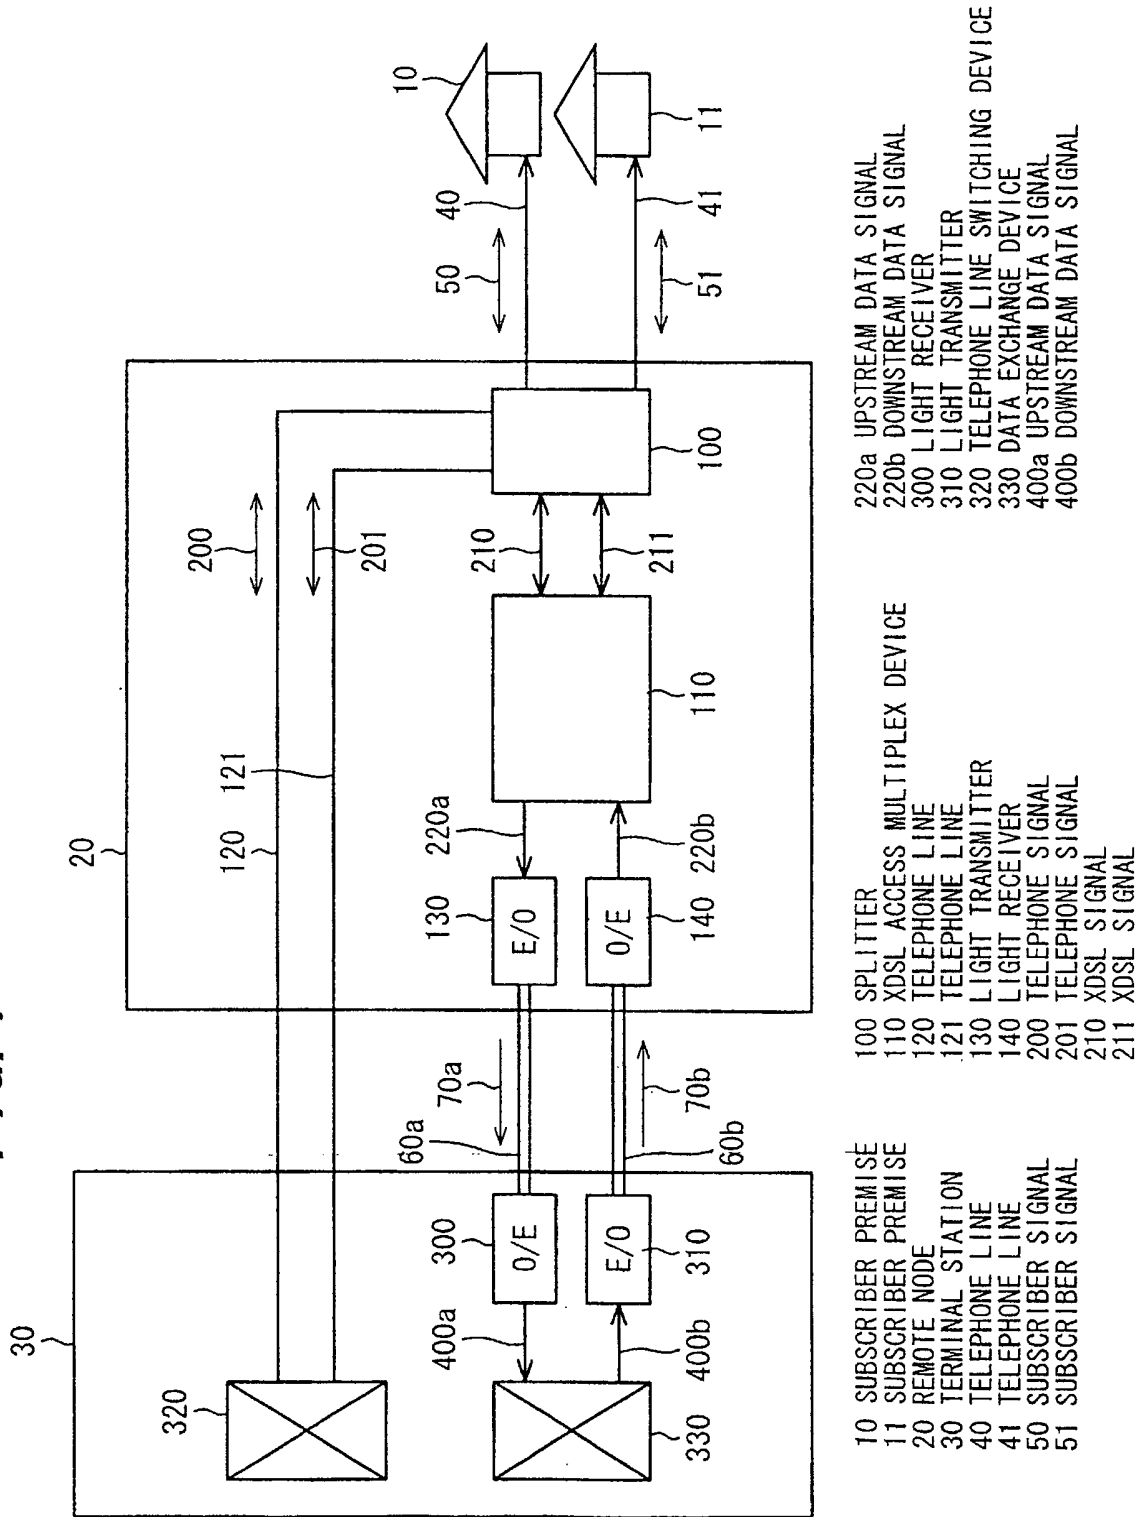 30
20
320
120
121
200
201
10
50
40
300
O/E
400a
60a
70a
130
E/O
220a
210
330
400b
E/O
310
60b
70b
O/E
140
220b
110
211
100
51
41
11
10 SUBSCRIBER PREMISE
11 SUBSCRIBER PREMISE
20 REMOTE NODE
30 TERMINAL STATION
40 TELEPHONE LINE
41 TELEPHONE LINE
50 SUBSCRIBER SIGNAL
51 SUBSCRIBER SIGNAL
100 SPLITTER
110 XDSL ACCESS MULTIPLEX DEVICE
120 TELEPHONE LINE
121 TELEPHONE LINE
130 LIGHT TRANSMITTER
140 LIGHT RECEIVER
200 TELEPHONE SIGNAL
201 TELEPHONE SIGNAL
210 XDSL SIGNAL
211 XDSL SIGNAL
220a UPSTREAM DATA SIGNAL
220b DOWNSTREAM DATA SIGNAL
300 LIGHT RECEIVER
310 LIGHT TRANSMITTER
320 TELEPHONE LINE SWITCHING DEVICE
330 DATA EXCHANGE DEVICE
400a UPSTREAM DATA SIGNAL
400b DOWNSTREAM DATA SIGNAL